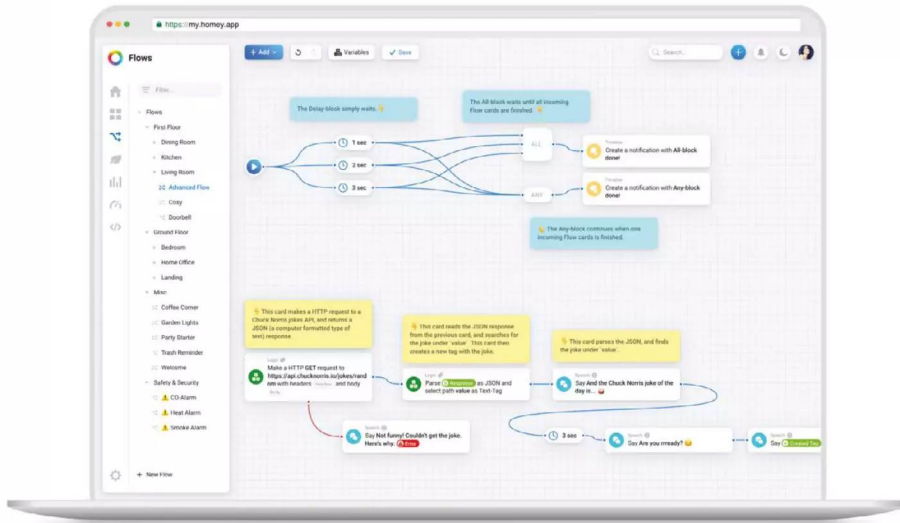 https://my.homey.app
Flows
+ Add
Variables
Save
Search...
Filter...
Flows
First Floor
Dining Room
Kitchen
Living Room
Advanced Flow
Cosy
Doorbell
Ground Floor
Bedroom
Home Office
Landing
Misc
Coffee Corner
Garden Lights
Party Starter
Trash Reminder
Welcome
Safety & Security
⚠️ CO-Alarm
⚠️ Heat Alarm
⚠️ Smoke Alarm
+ New Flow
The Delay-block simply waits. 👇
The All-block waits until all incoming
Flow cards are finished. 👇
1 sec
2 sec
3 sec
ALL
ANY
Timeline
Create a notification with All-block
done!
Timeline
Create a notification with Any-block
done!
👆 The Any-block continues when one
incoming Flow cards is finished.
👇 This card makes a HTTP request to a
Chuck Norris jokes API, and returns a
JSON (a computer formatted type of
text) response
👇 This card reads the JSON response
from the previous card, and searches for
the joke under `value`. This card then
creates a new tag with the joke.
👇 This card parses the JSON, and finds
the joke under `value`.
Logic
Make a HTTP GET request to
https://api.chucknorris.io/jokes/rand
om with headers and body
Logic
Parse Response as JSON and
select path value as Text-Tag
Speech
Say And the Chuck Norris joke of the
day is... 🥁
Speech
Say Not funny! Couldn't get the joke.
Here's why: Error
3 sec
Speech
Say Are you rrready? 😄
Speech
Say